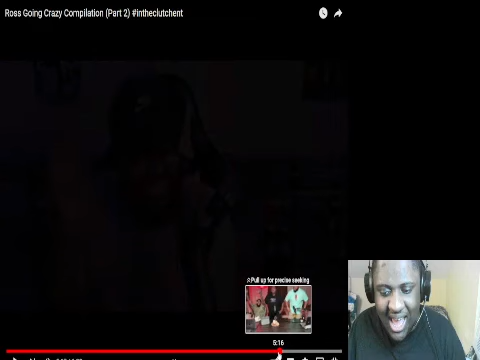 Ross Going Crazy Compilation (Part 2) #intheclutchent
Pull up for precise seeking
5:16